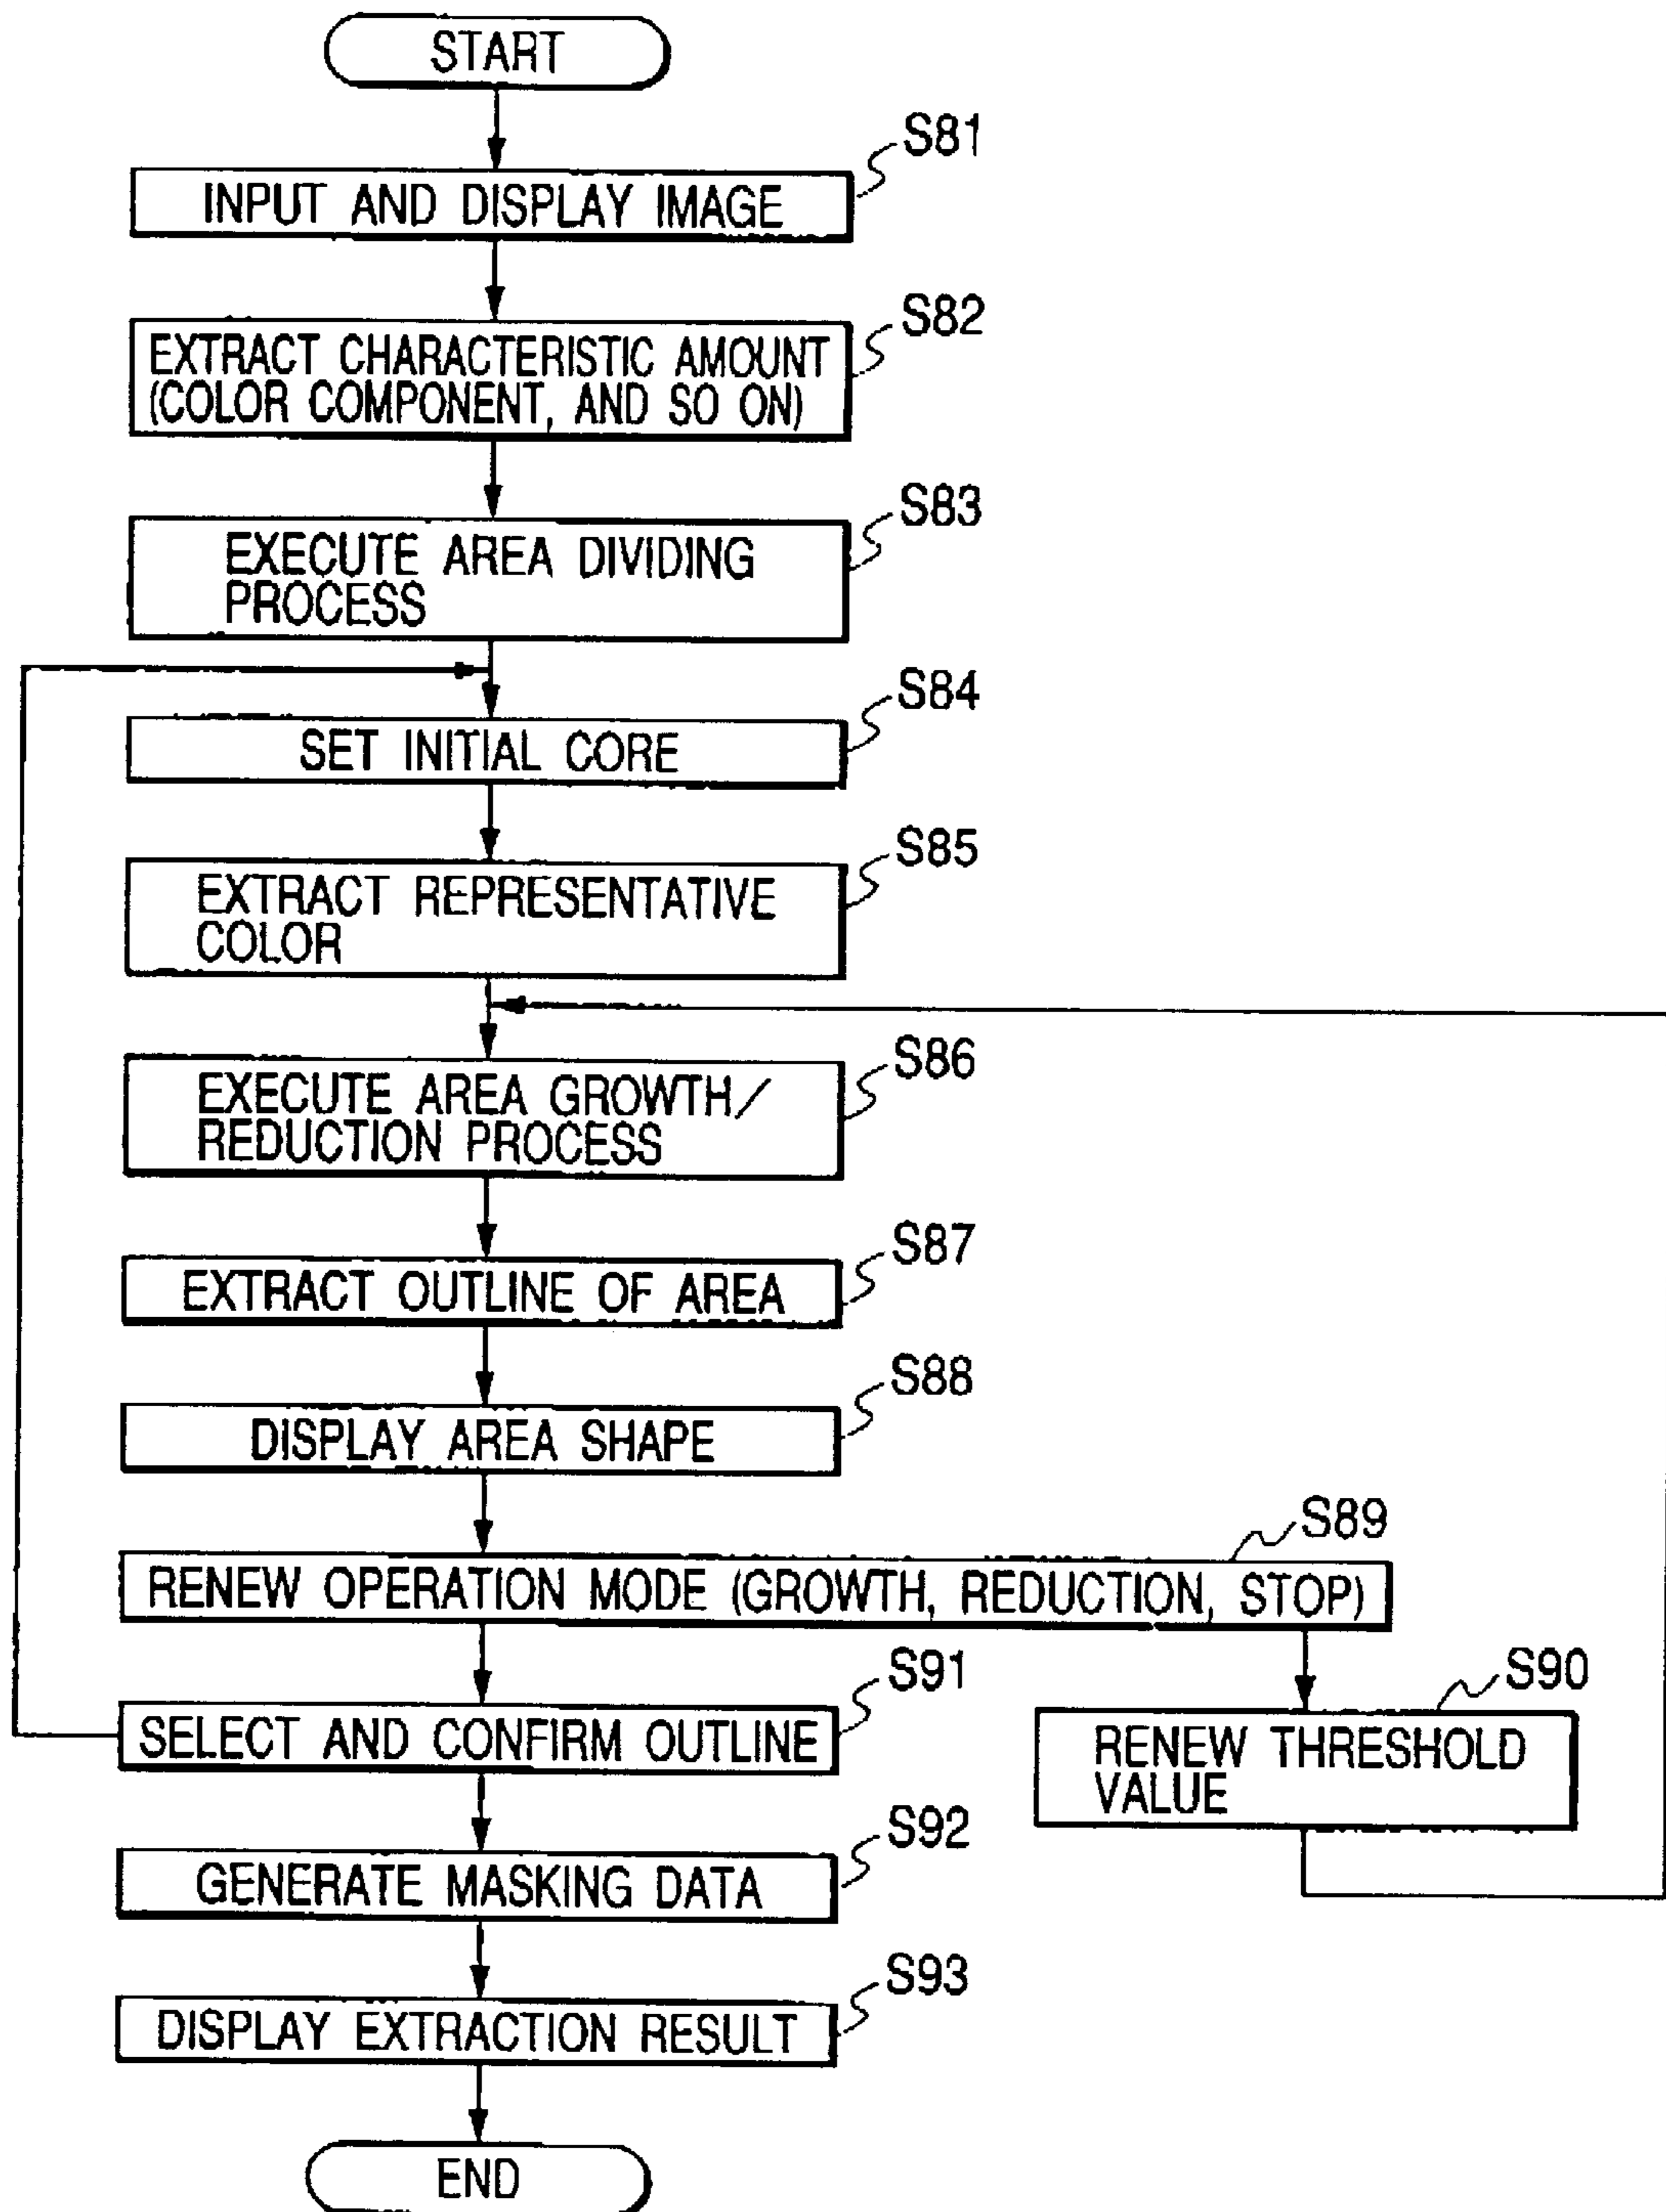 START
S81
INPUT AND DISPLAY IMAGE
S82
EXTRACT CHARACTERISTIC AMOUNT
(COLOR COMPONENT, AND SO ON)
S83
EXECUTE AREA DIVIDING
PROCESS
S84
SET INITIAL CORE
S85
EXTRACT REPRESENTATIVE
COLOR
S86
EXECUTE AREA GROWTH/
REDUCTION PROCESS
S87
EXTRACT OUTLINE OF AREA
S88
DISPLAY AREA SHAPE
S89
RENEW OPERATION MODE (GROWTH, REDUCTION, STOP)
S91
SELECT AND CONFIRM OUTLINE
S90
RENEW THRESHOLD
VALUE
S92
GENERATE MASKING DATA
S93
DISPLAY EXTRACTION RESULT
END